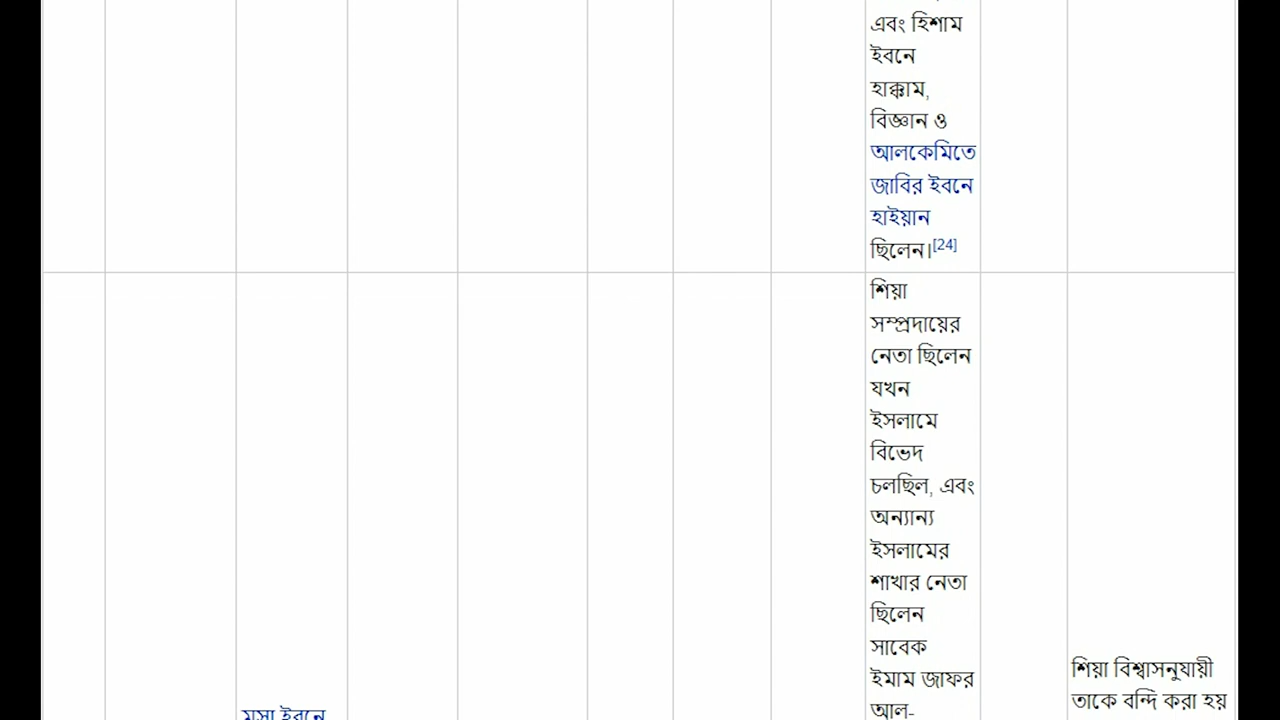 এবং হিশাম
ইবনে
হাক্কাম,
বিজ্ঞান ও
আলকেমিতে
জাবির ইবনে
হাইয়ান
ছিলেন।[24]
শিয়া
সম্প্রদায়ের
নেতা ছিলেন
যখন
ইসলামে
বিভেদ
চলছিল, এবং
অন্যান্য
ইসলামের
শাখার নেতা
ছিলেন
সাবেক
ইমাম জাফর
আল-
শিয়া বিশ্বাসনুযায়ী
তাকে বন্দি করা হয়
মুসা ইবনে